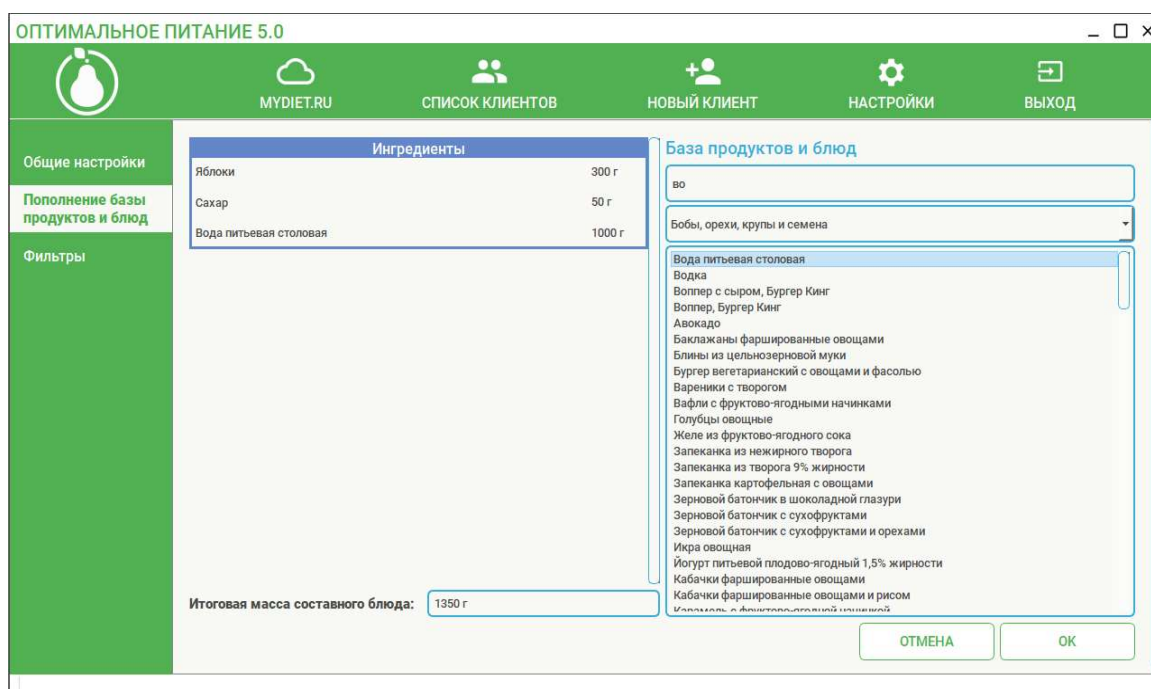 ОПТИМАЛЬНОЕ ПИТАНИЕ 5.0
MYDIET.RU
СПИСОК КЛИЕНТОВ
НОВЫЙ КЛИЕНТ
НАСТРОЙКИ
ВЫХОД
Общие настройки
Пополнение базы
продуктов и блюд
Фильтры
Ингредиенты
Яблоки 300 г
Сахар 50 г
Вода питьевая столовая 1000 г
Итоговая масса составного блюда: 1350 г
База продуктов и блюд
во
Бобы, орехи, крупы и семена
Вода питьевая столовая
Водка
Воппер с сыром, Бургер Кинг
Воппер, Бургер Кинг
Авокадо
Баклажаны фаршированные овощами
Блины из цельнозерновой муки
Бургер вегетарианский с овощами и фасолью
Вареники с творогом
Вафли с фруктово-ягодными начинками
Голубцы овощные
Желе из фруктово-ягодного сока
Запеканка из нежирного творога
Запеканка из творога 9% жирности
Запеканка картофельная с овощами
Зерновой батончик в шоколадной глазури
Зерновой батончик с сухофруктами
Зерновой батончик с сухофруктами и орехами
Икра овощная
Йогурт питьевой плодово-ягодный 1,5% жирности
Кабачки фаршированные овощами
Кабачки фаршированные овощами и рисом
Карамель с фруктово-ягодной начинкой
ОТМЕНА
ОК